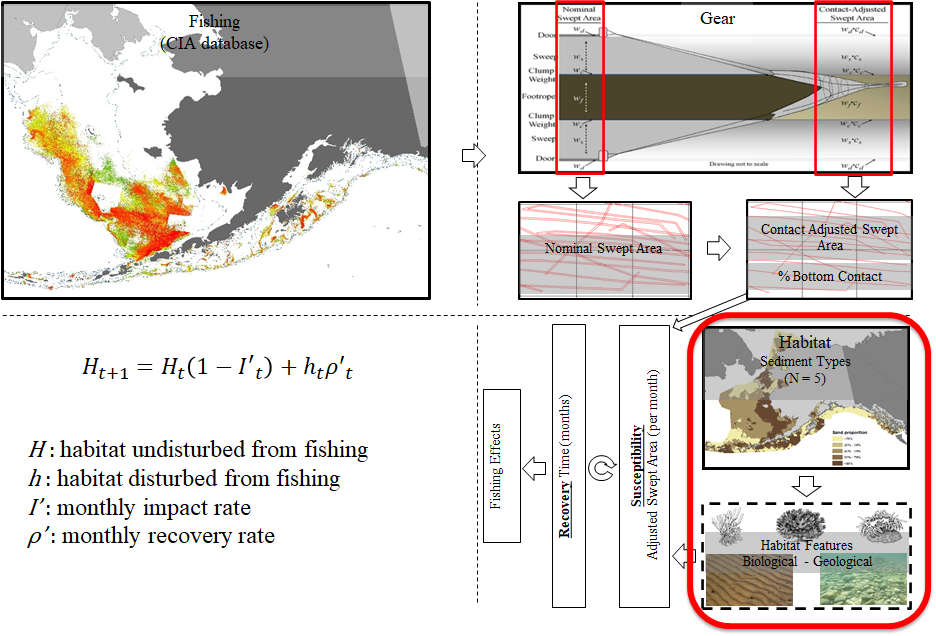 Fishing
(CIA database)
Nominal
Swept Area
Gear
Contact-Adjusted
Swept Area
Door
Sweep
Clump
Weight
Footrope
Clump
Weight
Sweep
Door
Drawing not to scale
Nominal Swept Area
Contact Adjusted Swept
Area
% Bottom Contact
H_{t+1} = H_t(1 − I′_t) + h_tρ′_t
H : habitat undisturbed from fishing
h : habitat disturbed from fishing
I′: monthly impact rate
ρ′: monthly recovery rate
Fishing Effects
Recovery Time (months)
Susceptibility
Adjusted Swept Area (per month)
Habitat
Sediment Types
(N = 5)
Sand proportion
Habitat Features
Biological - Geological